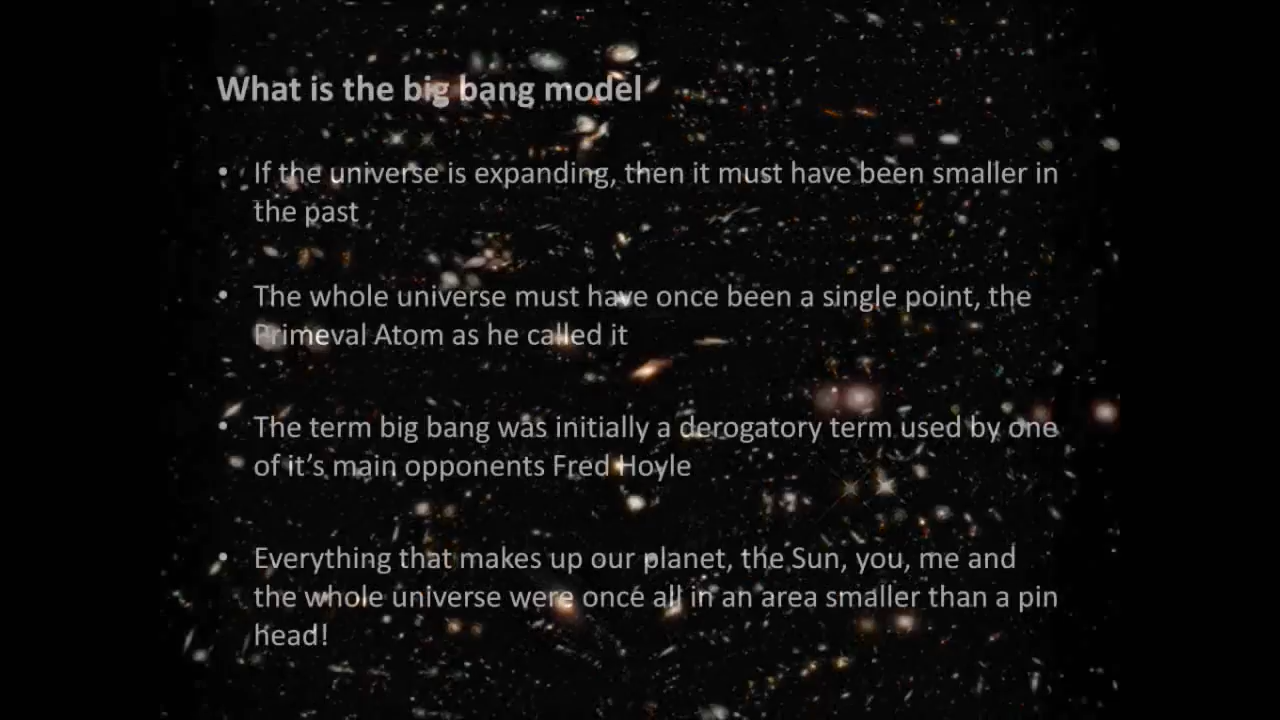 What is the big bang model
• If the universe is expanding, then it must have been smaller in
the past
• The whole universe must have once been a single point, the
Primeval Atom as he called it
• The term big bang was initially a derogatory term used by one
of it’s main opponents Fred Hoyle
• Everything that makes up our planet, the Sun, you, me and
the whole universe were once all in an area smaller than a pin
head!